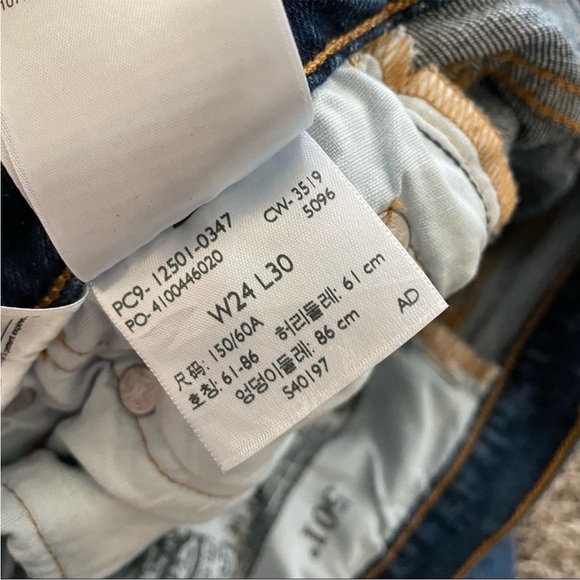 PC9-12501-0347 CW-3519
PO-4100446020 5096
W24 L30
尺码: 150/60A
호칭: 61-86 허리둘레: 61 cm
엉덩이둘레: 86 cm
S40197 AD
501